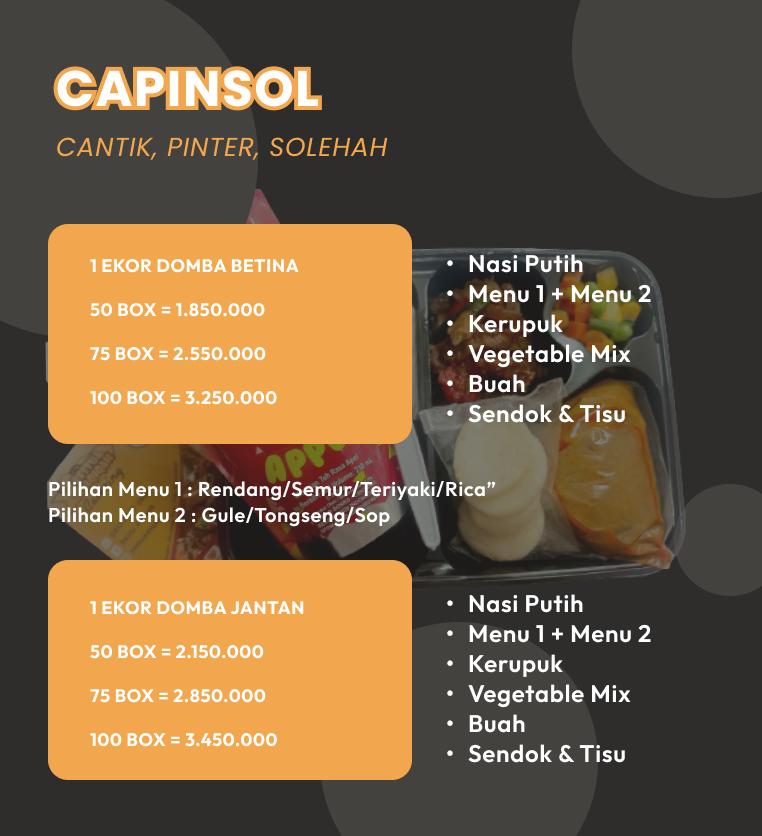 CAPINSOL
CANTIK, PINTER, SOLEHAH
1 EKOR DOMBA BETINA
50 BOX = 1.850.000
75 BOX = 2.550.000
100 BOX = 3.250.000
• Nasi Putih
• Menu 1 + Menu 2
• Kerupuk
• Vegetable Mix
• Buah
• Sendok & Tisu
APP
Teh Rasa Apel
Pilihan Menu 1 : Rendang/Semur/Teriyaki/Rica”
Pilihan Menu 2 : Gule/Tongseng/Sop
1 EKOR DOMBA JANTAN
50 BOX = 2.150.000
75 BOX = 2.850.000
100 BOX = 3.450.000
• Nasi Putih
• Menu 1 + Menu 2
• Kerupuk
• Vegetable Mix
• Buah
• Sendok & Tisu